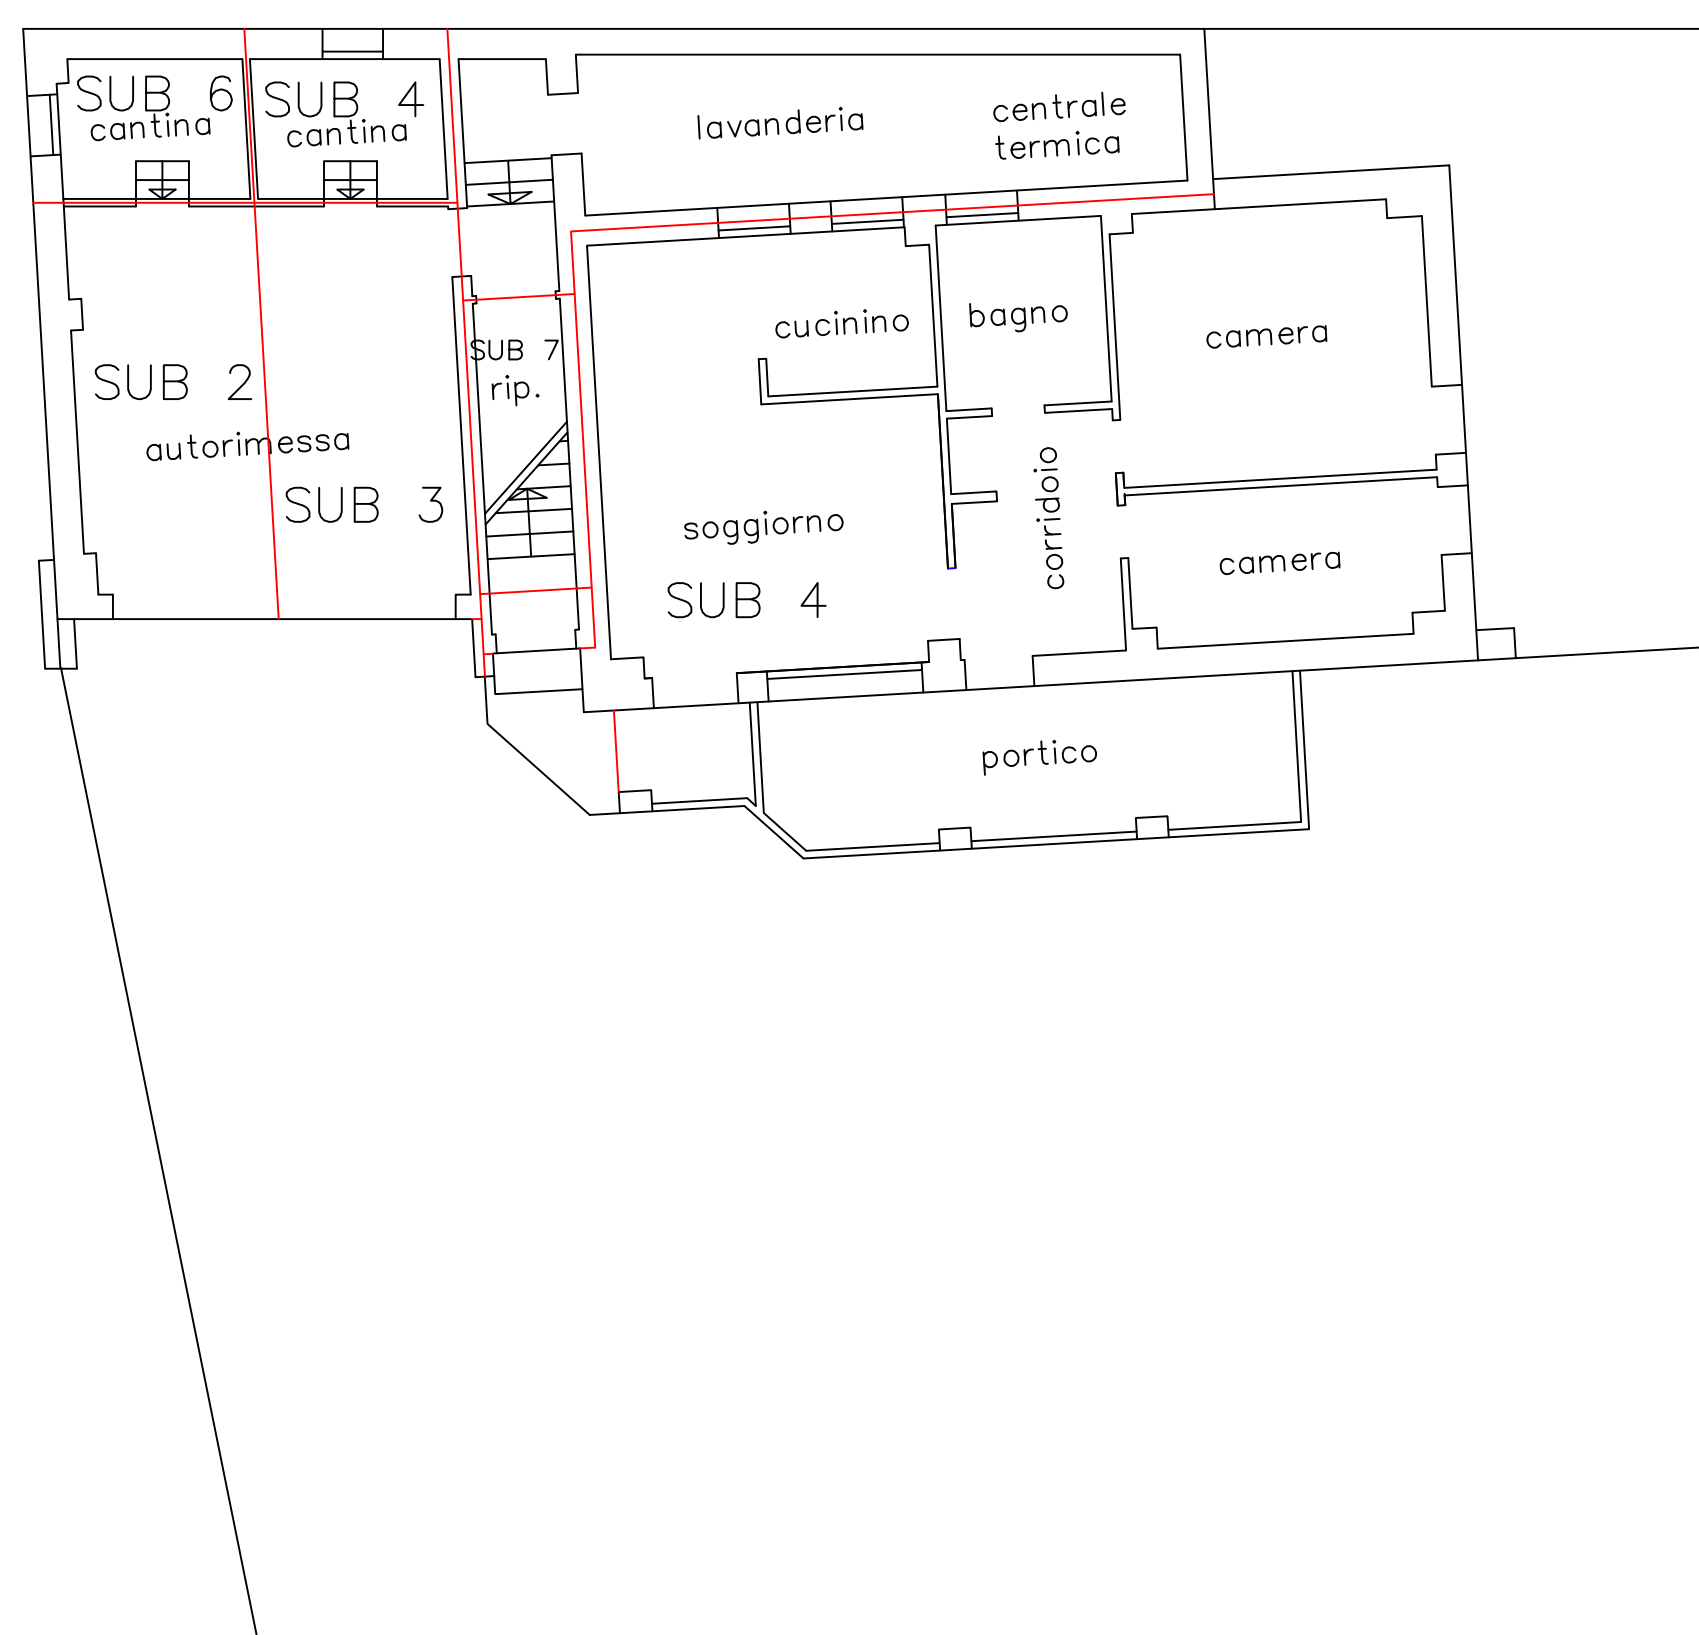 SUB 6
cantina
SUB 4
cantina
lavanderia
centrale
termica
SUB 7
rip.
cucinino
bagno
camera
SUB 2
autorimessa
SUB 3
soggiorno
SUB 4
corridoio
camera
portico